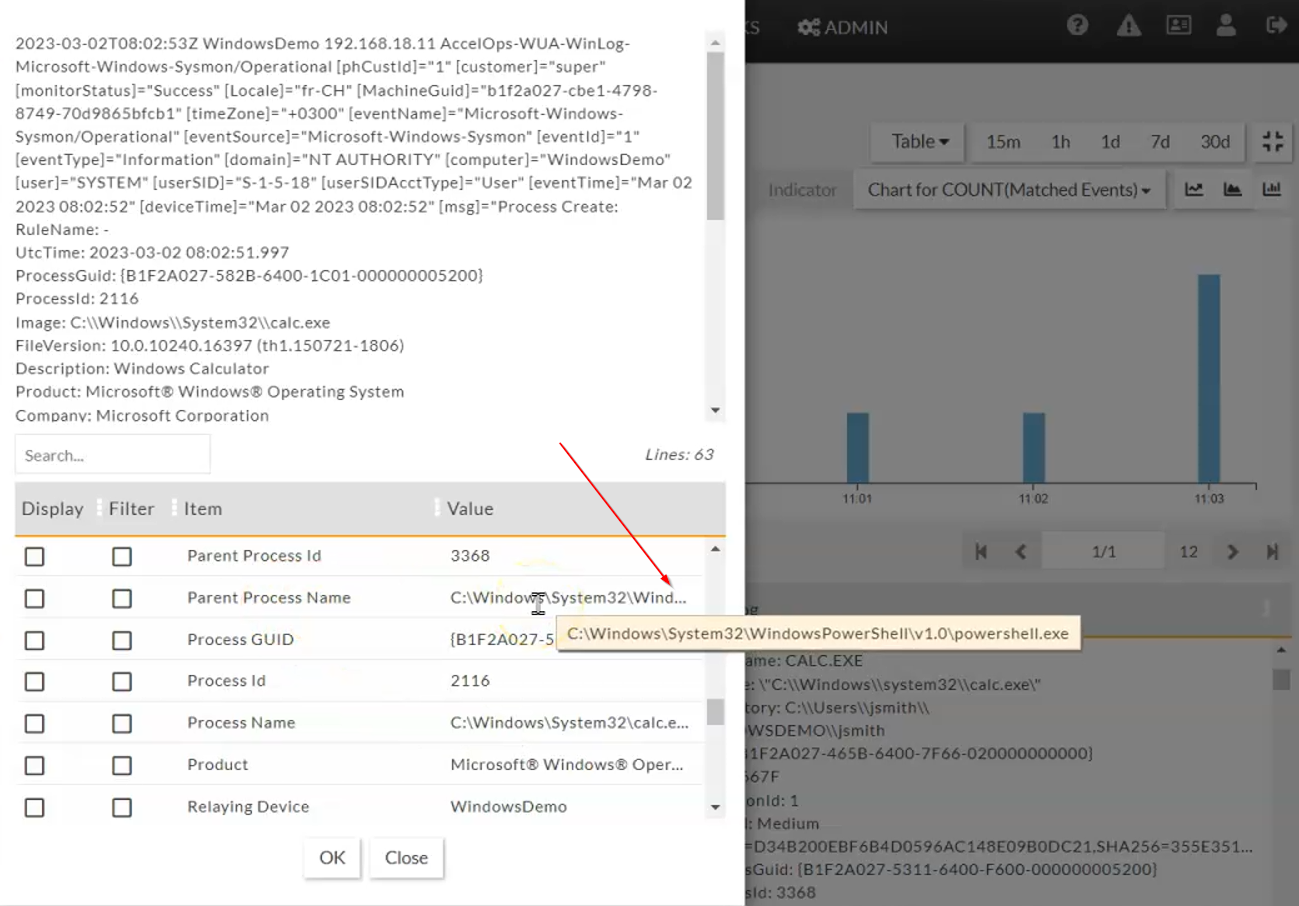 KS
ADMIN
2023-03-02T08:02:53Z WindowsDemo 192.168.18.11 AccelOps-WUA-WinLog-
Microsoft-Windows-Sysmon/Operational [phCustId]="1" [customer]="super"
[monitorStatus]="Success" [Locale]="fr-CH" [MachineGuid]="b1f2a027-cbe1-4798-
8749-70d9865bfcb1" [timeZone]="+0300" [eventName]="Microsoft-Windows-
Sysmon/Operational" [eventSource]="Microsoft-Windows-Sysmon" [eventId]="1"
[eventType]="Information" [domain]="NT AUTHORITY" [computer]="WindowsDemo"
[user]="SYSTEM" [userSID]="S-1-5-18" [userSIDAcctType]="User" [eventTime]="Mar 02
2023 08:02:52" [deviceTime]="Mar 02 2023 08:02:52" [msg]="Process Create:
RuleName: -
UtcTime: 2023-03-02 08:02:51.997
ProcessGuid: {B1F2A027-582B-6400-1C01-000000005200}
ProcessId: 2116
Image: C:\\Windows\\System32\\calc.exe
FileVersion: 10.0.10240.16397 (th1.150721-1806)
Description: Windows Calculator
Product: Microsoft® Windows® Operating System
Company: Microsoft Corporation
Search...
Lines: 63
Display Filter Item Value
Parent Process Id 3368
Parent Process Name C:\Windows\System32\Wind...
Process GUID {B1F2A027-5
C:\Windows\System32\WindowsPowerShell\v1.0\powershell.exe
Process Id 2116
Process Name C:\Windows\System32\calc.e...
Product Microsoft® Windows® Oper...
Relaying Device WindowsDemo
OK Close
Table 15m 1h 1d 7d 30d
Indicator Chart for COUNT(Matched Events)
11:01 11:02 11:03
1/1 12
ame: CALC.EXE
e: \"C:\\Windows\\system32\\calc.exe\"
tory: C:\\Users\\jsmith\\
WSDEMO\\jsmith
1F2A027-465B-6400-7F66-020000000000]
67F
onId: 1
l: Medium
=D34B200EBF6B4D0596AC148E09B0DC21,SHA256=355E351...
sGuid: [B1F2A027-5311-6400-F600-000000005200]
sId: 3368